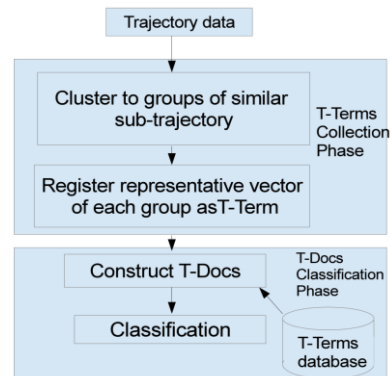 Trajectory data
Cluster to groups of similar
sub-trajectory
T-Terms
Collection
Phase
Register representative vector
of each group asT-Term
Construct T-Docs
T-Docs
Classification
Phase
Classification
T-Terms
database